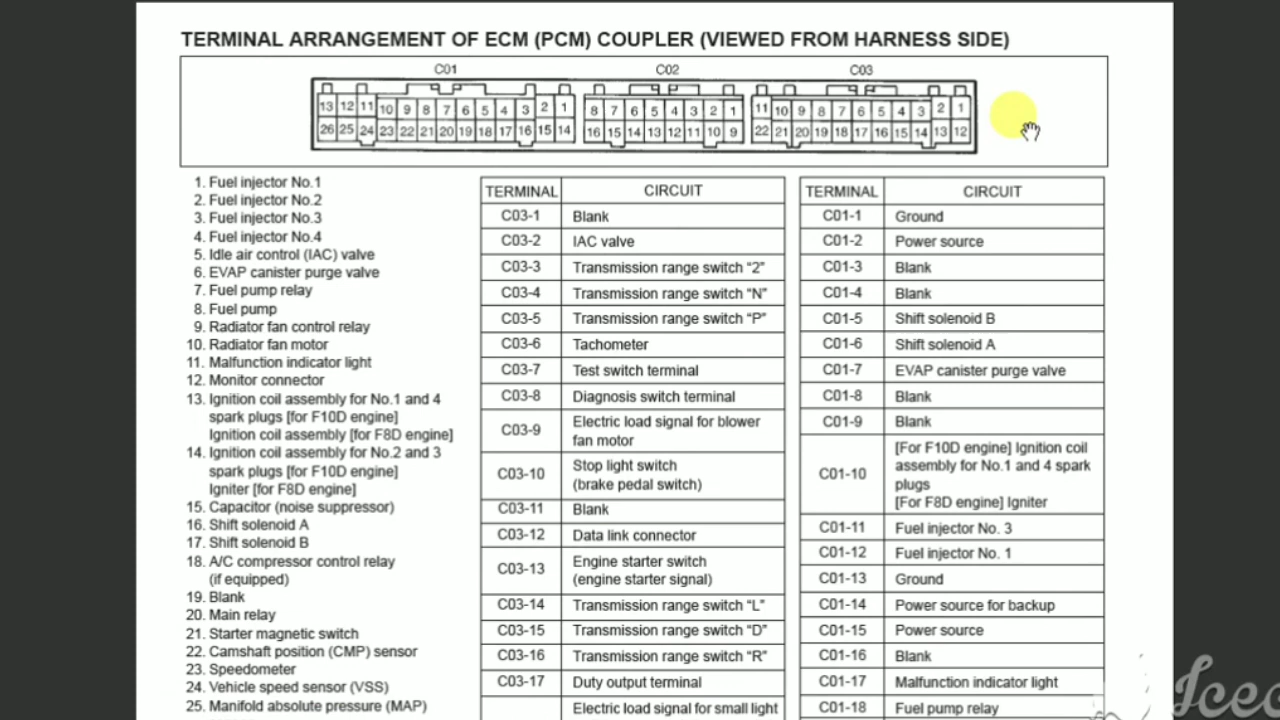 TERMINAL ARRANGEMENT OF ECM (PCM) COUPLER (VIEWED FROM HARNESS SIDE)
C01 C02 C03
13 12 11 10 9 8 7 6 5 4 3 2 1 8 7 6 5 4 3 2 1 11 10 9 8 7 6 5 4 3 2 1
26 25 24 23 22 21 20 19 18 17 16 15 14 16 15 14 13 12 11 10 9 22 21 20 19 18 17 16 15 14 13 12
1. Fuel injector No.1
2. Fuel injector No.2
3. Fuel injector No.3
4. Fuel injector No.4
5. Idle air control (IAC) valve
6. EVAP canister purge valve
7. Fuel pump relay
8. Fuel pump
9. Radiator fan control relay
10. Radiator fan motor
11. Malfunction indicator light
12. Monitor connector
13. Ignition coil assembly for No.1 and 4
spark plugs [for F10D engine]
Ignition coil assembly [for F8D engine]
14. Ignition coil assembly for No.2 and 3
spark plugs [for F10D engine]
Igniter [for F8D engine]
15. Capacitor (noise suppressor)
16. Shift solenoid A
17. Shift solenoid B
18. A/C compressor control relay
(if equipped)
19. Blank
20. Main relay
21. Starter magnetic switch
22. Camshaft position (CMP) sensor
23. Speedometer
24. Vehicle speed sensor (VSS)
25. Manifold absolute pressure (MAP)
TERMINAL CIRCUIT
C03-1 Blank
C03-2 IAC valve
C03-3 Transmission range switch “2”
C03-4 Transmission range switch “N”
C03-5 Transmission range switch “P”
C03-6 Tachometer
C03-7 Test switch terminal
C03-8 Diagnosis switch terminal
C03-9 Electric load signal for blower
fan motor
C03-10 Stop light switch
(brake pedal switch)
C03-11 Blank
C03-12 Data link connector
C03-13 Engine starter switch
(engine starter signal)
C03-14 Transmission range switch “L”
C03-15 Transmission range switch “D”
C03-16 Transmission range switch “R”
C03-17 Duty output terminal
Electric load signal for small light
TERMINAL CIRCUIT
C01-1 Ground
C01-2 Power source
C01-3 Blank
C01-4 Blank
C01-5 Shift solenoid B
C01-6 Shift solenoid A
C01-7 EVAP canister purge valve
C01-8 Blank
C01-9 Blank
C01-10 [For F10D engine] Ignition coil
assembly for No.1 and 4 spark
plugs
[For F8D engine] Igniter
C01-11 Fuel injector No. 3
C01-12 Fuel injector No. 1
C01-13 Ground
C01-14 Power source for backup
C01-15 Power source
C01-16 Blank
C01-17 Malfunction indicator light
C01-18 Fuel pump relay